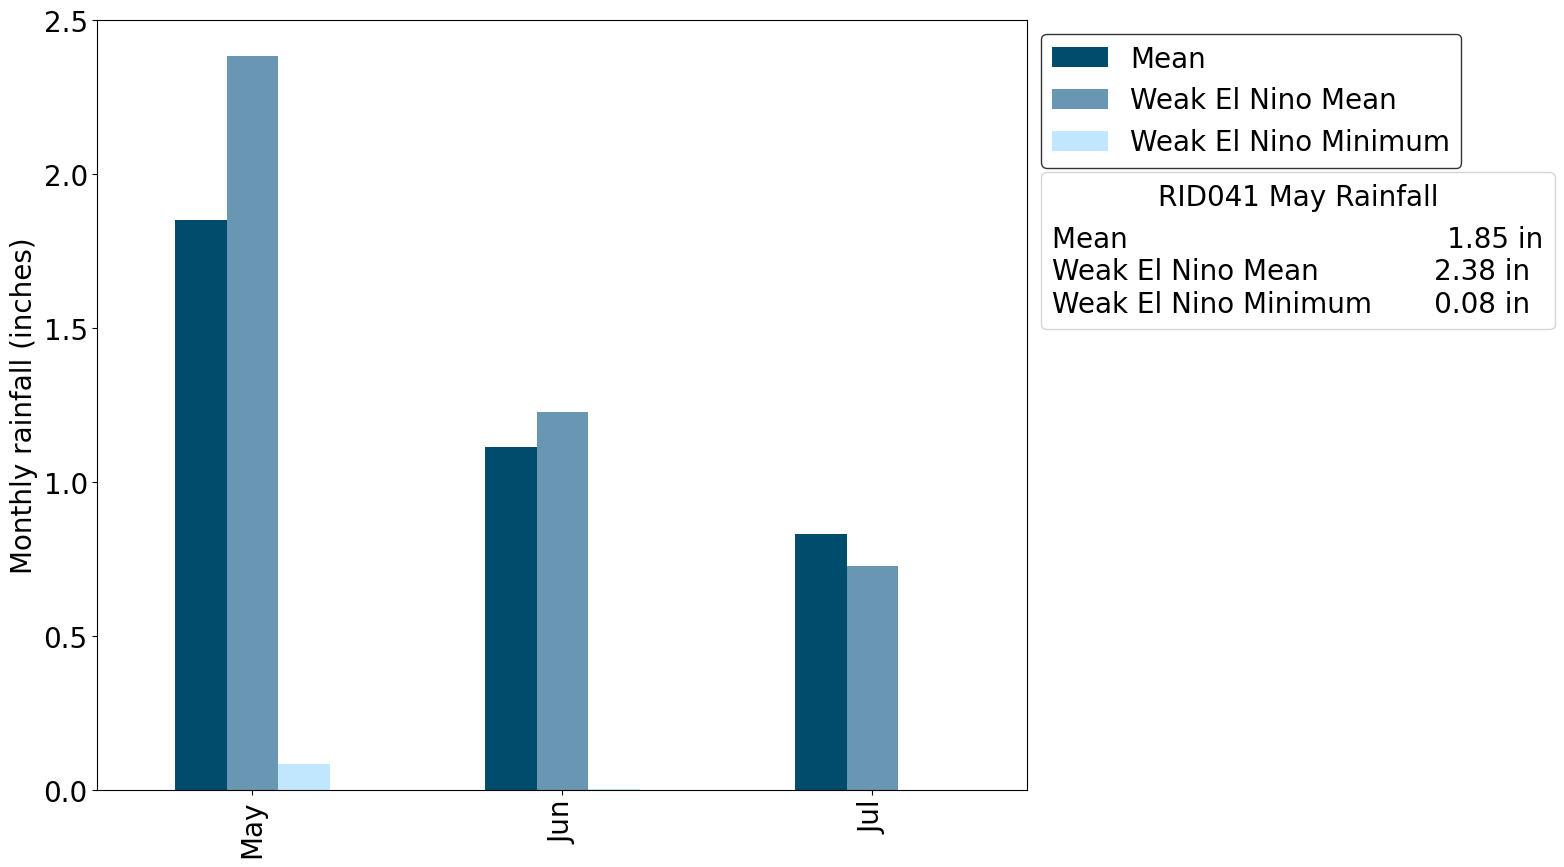 2.5
2.0
1.5
1.0
0.5
0.0
Monthly rainfall (inches)
May
Jun
Jul
Mean
Weak El Nino Mean
Weak El Nino Minimum
RID041 May Rainfall
Mean 1.85 in
Weak El Nino Mean 2.38 in
Weak El Nino Minimum 0.08 in